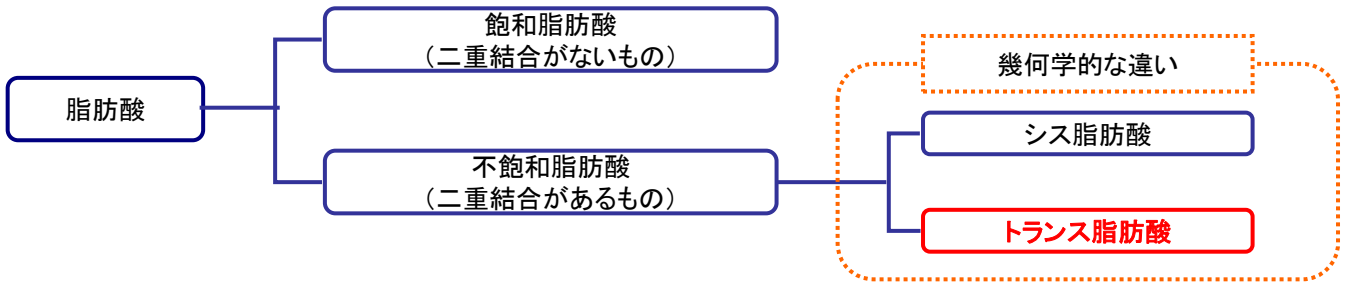 脂肪酸
飽和脂肪酸
（二重結合がないもの）
不飽和脂肪酸
（二重結合があるもの）
幾何学的な違い
シス脂肪酸
トランス脂肪酸